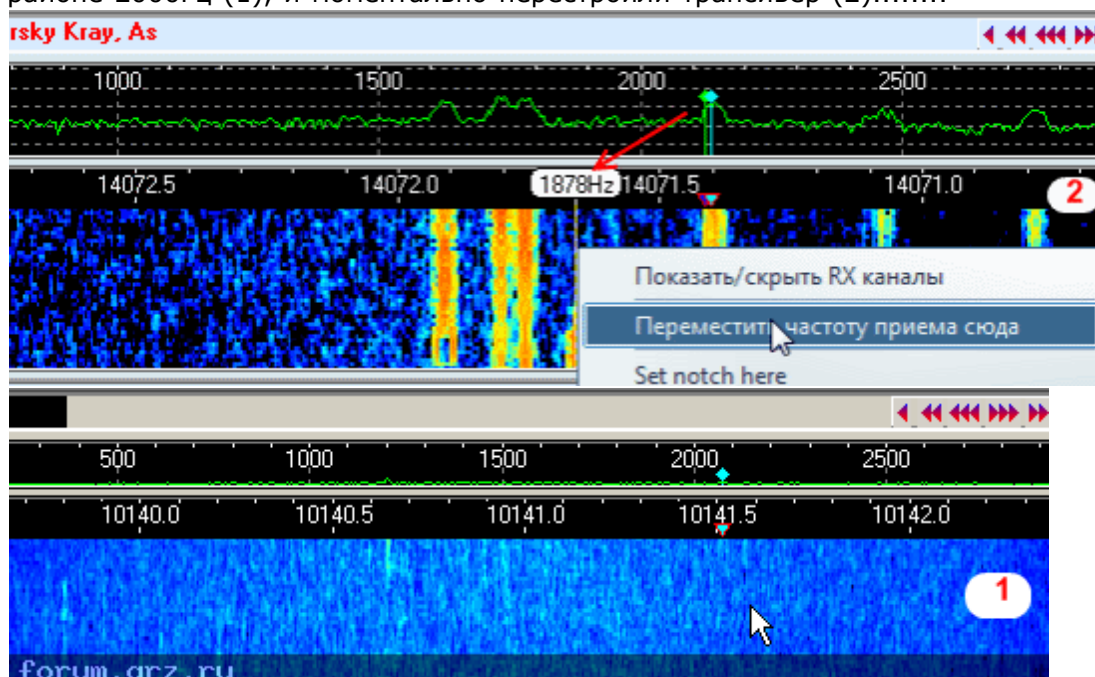 районе 2000Гц (1), и моментально перестроили трансивер (2)........
rsky Kray, As
1000 1500 2000 2500
14072.5 14072.0 1878Hz 14071.5 14071.0 2
Показать/скрыть RX каналы
Переместить частоту приема сюда
Set notch here
500 1000 1500 2000 2500
10140.0 10140.5 10141.0 10141.5 10142.0
1
forum.qrz.ru